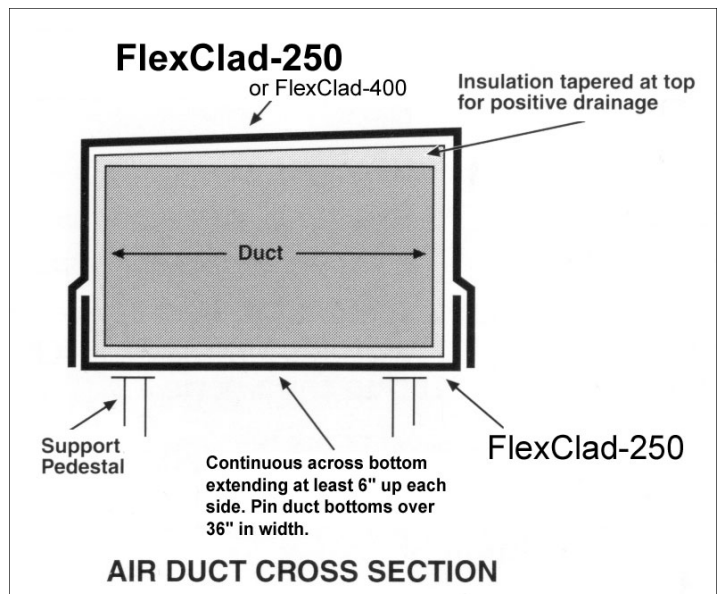 FlexClad-250
or FlexClad-400
Insulation tapered at top
for positive drainage
Duct
Support
Pedestal
FlexClad-250
Continuous across bottom
extending at least 6" up each
side. Pin duct bottoms over
36" in width.
AIR DUCT CROSS SECTION